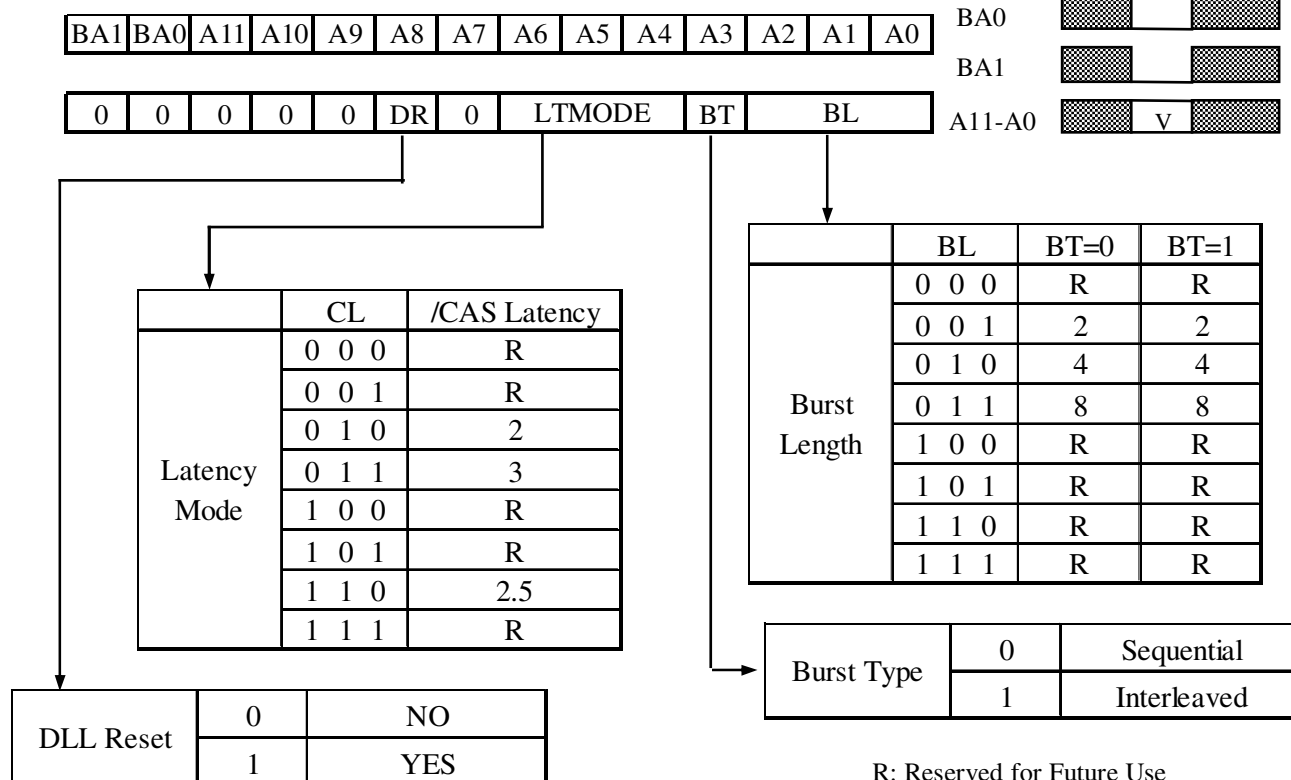 BA1 BA0 A11 A10 A9 A8 A7 A6 A5 A4 A3 A2 A1 A0
BA0
BA1
0 0 0 0 0 DR 0 LTMODE BT BL
A11-A0 V
BL BT=0 BT=1
Burst Length
0 0 0 R R
0 0 1 2 2
0 1 0 4 4
0 1 1 8 8
1 0 0 R R
1 0 1 R R
1 1 0 R R
1 1 1 R R
CL /CAS Latency
Latency Mode
0 0 0 R
0 0 1 R
0 1 0 2
0 1 1 3
1 0 0 R
1 0 1 R
1 1 0 2.5
1 1 1 R
Burst Type
0 Sequential
1 Interleaved
DLL Reset
0 NO
1 YES
R: Reserved for Future Use